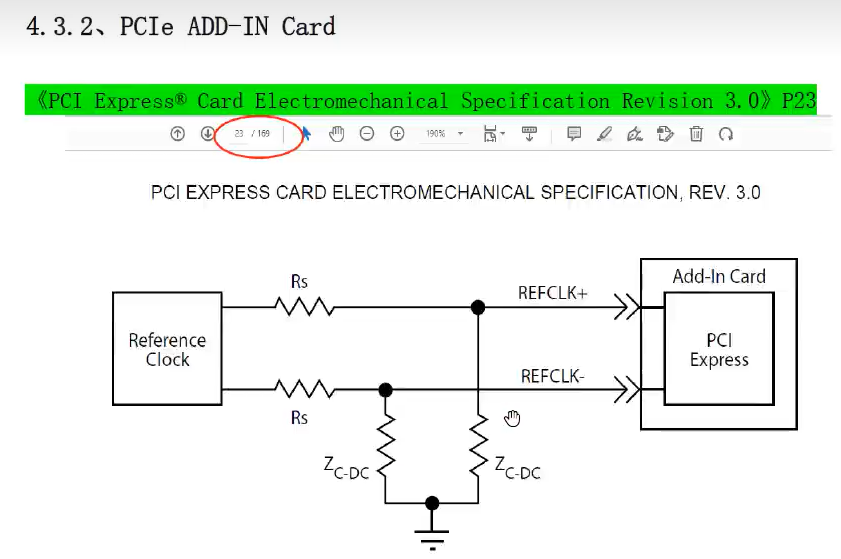 4.3.2、PCIe ADD-IN Card
《PCI Express® Card Electromechanical Specification Revision 3.0》P23
23 / 169
190%
PCI EXPRESS CARD ELECTROMECHANICAL SPECIFICATION, REV. 3.0
Rs
REFCLK+
Add-In Card
Reference
Clock
PCI
Express
REFCLK-
Rs
ZC-DC
ZC-DC